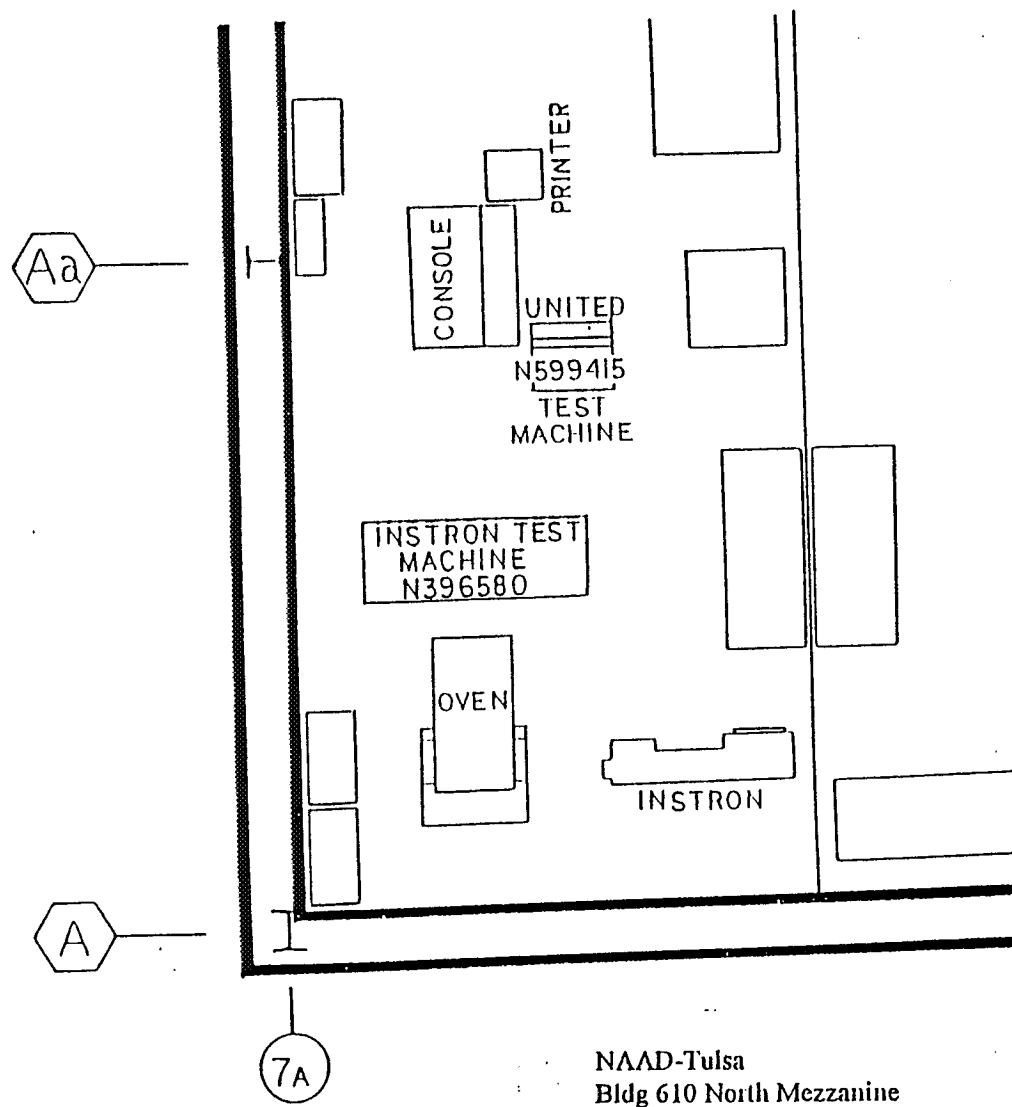 PRINTER
Aa
CONSOLE
UNITED
N599415
TEST
MACHINE
INSTRON TEST
MACHINE
N396580
OVEN
INSTRON
A
7A
NAAD-Tulsa
Bldg 610 North Mezzanine